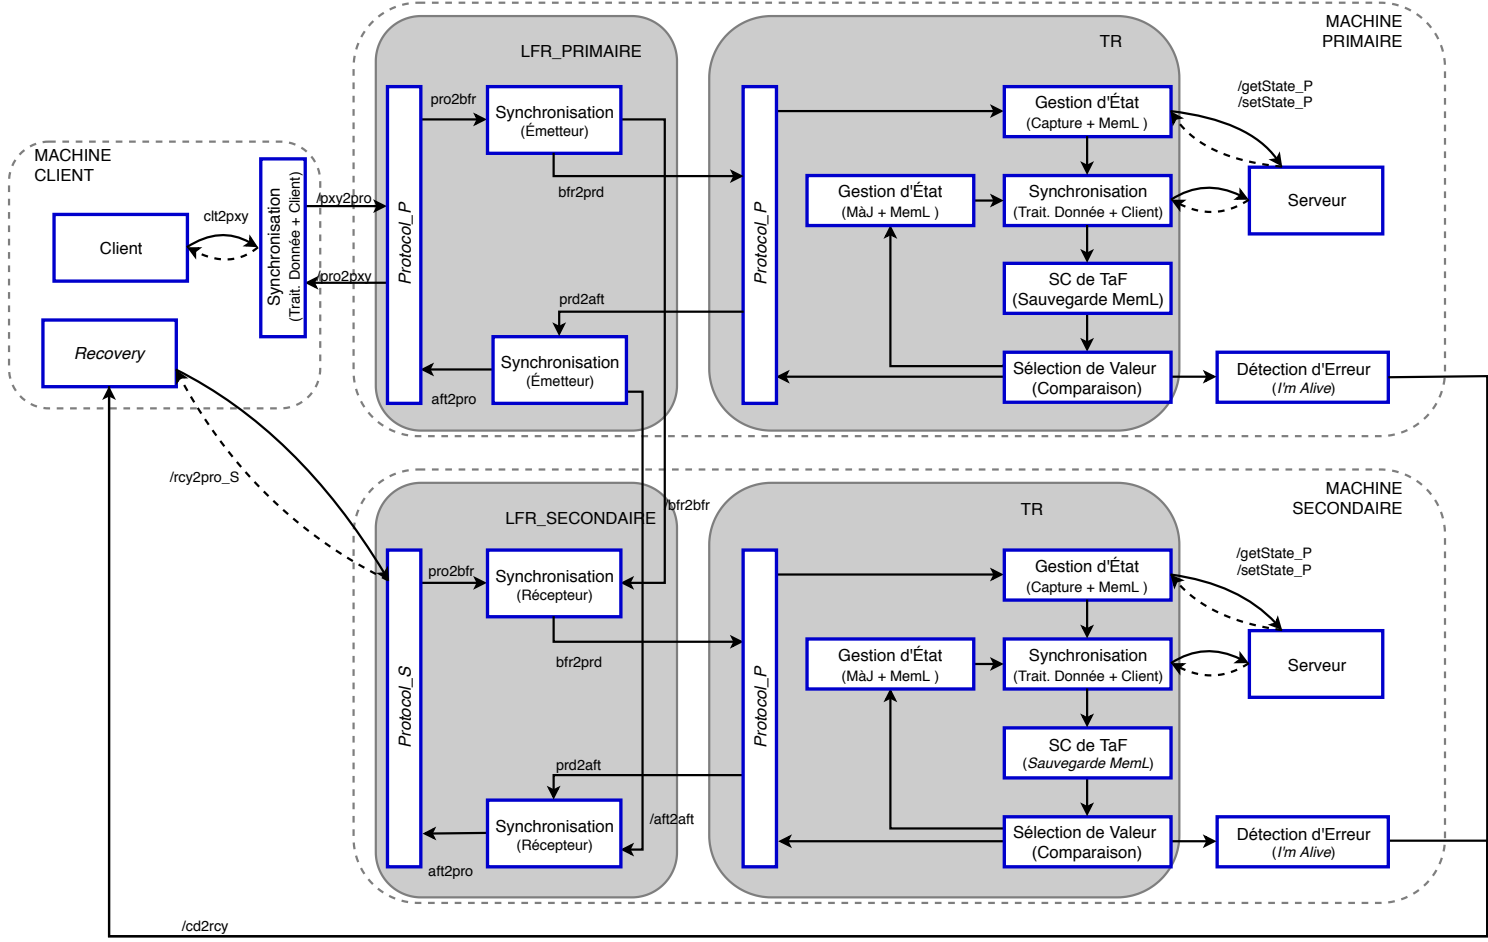 MACHINE
PRIMAIRE
LFR_PRIMAIRE
TR
/getState_P
/setState_P
pro2bfr
Synchronisation
(Émetteur)
Gestion d'État
(Capture + MemL )
MACHINE
CLIENT
bfr2prd
Gestion d'État
(MàJ + MemL )
Synchronisation
(Trait. Donnée + Client)
Serveur
/pxy2pro
clt2pxy
Client
Synchronisation
(Trait. Donnée + Client)
Protocol_P
Protocol_P
/pro2pxy
SC de TaF
(Sauvegarde MemL)
prd2aft
Recovery
Synchronisation
(Émetteur)
aft2pro
Sélection de Valeur
(Comparaison)
Détection d'Erreur
(I'm Alive)
/rcy2pro_S
MACHINE
SECONDAIRE
LFR_SECONDAIRE
/bfr2bfr
TR
/getState_P
/setState_P
pro2bfr
Synchronisation
(Récepteur)
Gestion d'État
(Capture + MemL )
bfr2prd
Gestion d'État
(MàJ + MemL )
Synchronisation
(Trait. Donnée + Client)
Serveur
Protocol_S
Protocol_P
SC de TaF
(Sauvegarde MemL)
prd2aft
/aft2aft
Synchronisation
(Récepteur)
aft2pro
Sélection de Valeur
(Comparaison)
Détection d'Erreur
(I'm Alive)
/cd2rcy